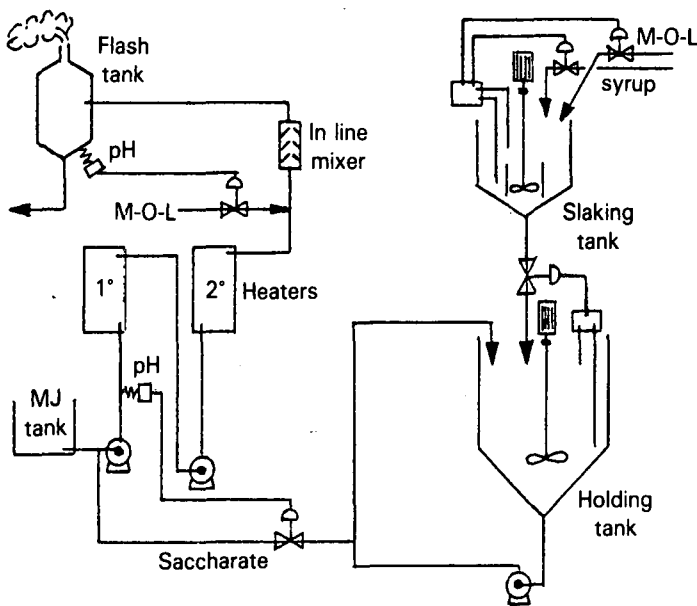 Flash
tank
pH
In line
mixer
M-O-L
M-O-L
syrup
Slaking
tank
1°
2°
Heaters
pH
MJ
tank
Saccharate
Holding
tank